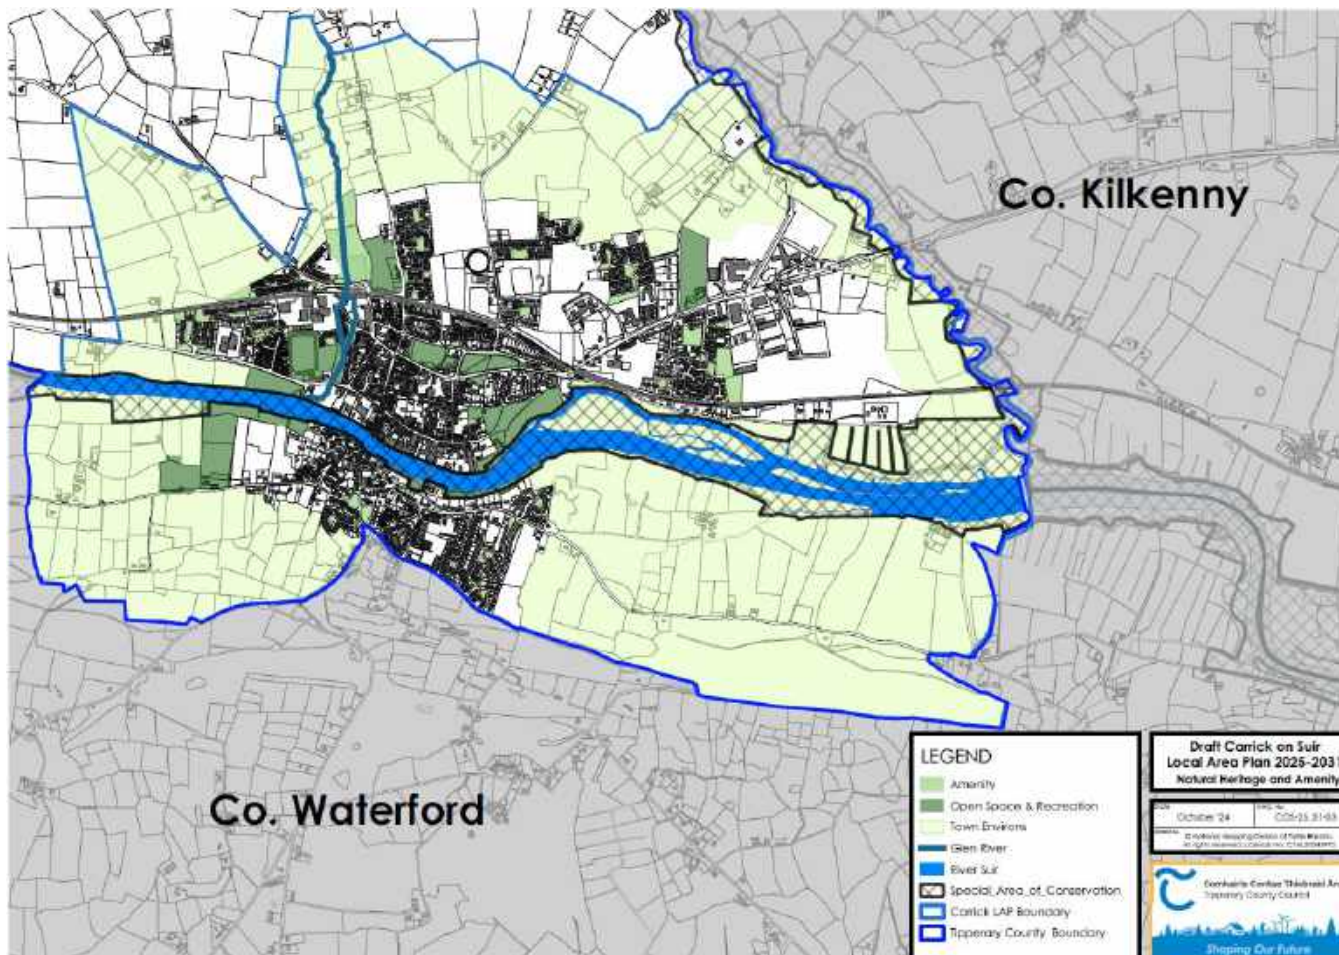 Co. Kilkenny
Co. Waterford
LEGEND
Amenity
Open Space & Recreation
Town Environs
Glen River
River Suir
Special_Area_of_Conservation
Carrick LAP Boundary
Tipperary County Boundary
Draft Carrick on Suir
Local Area Plan 2025-2031
Natural Heritage and Amenity
October '24
Comhairle Contae Thiobraid Ár
Tipperary County Council
Shaping Our Future